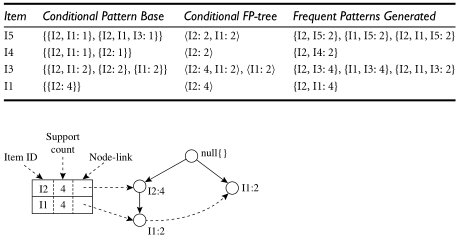 Item Conditional Pattern Base Conditional FP-tree Frequent Patterns Generated
I5 {{I2, I1: 1}, {I2, I1, I3: 1}} ⟨I2: 2, I1: 2⟩ {I2, I5: 2}, {I1, I5: 2}, {I2, I1, I5: 2}
I4 {{I2, I1: 1}, {I2: 1}} ⟨I2: 2⟩ {I2, I4: 2}
I3 {{I2, I1: 2}, {I2: 2}, {I1: 2}} ⟨I2: 4, I1: 2⟩, ⟨I1: 2⟩ {I2, I3: 4}, {I1, I3: 4}, {I2, I1, I3: 2}
I1 {{I2: 4}} ⟨I2: 4⟩ {I2, I1: 4}
Support
count
Item ID Node-link
null{}
I2 4
I2:4
I1:2
I1 4
I1:2